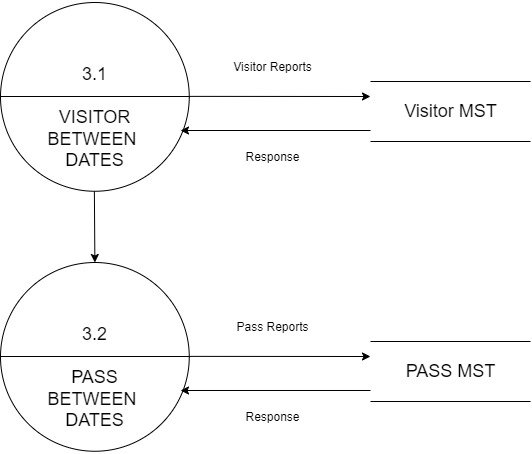 3.1
VISITOR
BETWEEN
DATES
Visitor Reports
Visitor MST
Response
3.2
PASS
BETWEEN
DATES
Pass Reports
PASS MST
Response